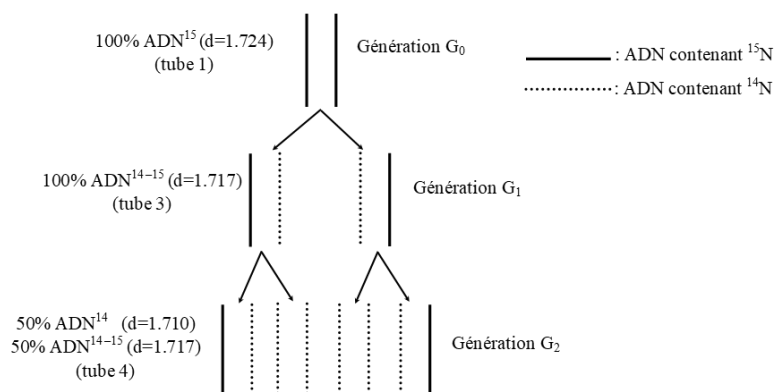 100% ADN¹⁵ (d=1.724)
(tube 1)
Génération G₀
: ADN contenant ¹⁵N
: ADN contenant ¹⁴N
100% ADN¹⁴⁻¹⁵ (d=1.717)
(tube 3)
Génération G₁
50% ADN¹⁴ (d=1.710)
50% ADN¹⁴⁻¹⁵ (d=1.717)
(tube 4)
Génération G₂